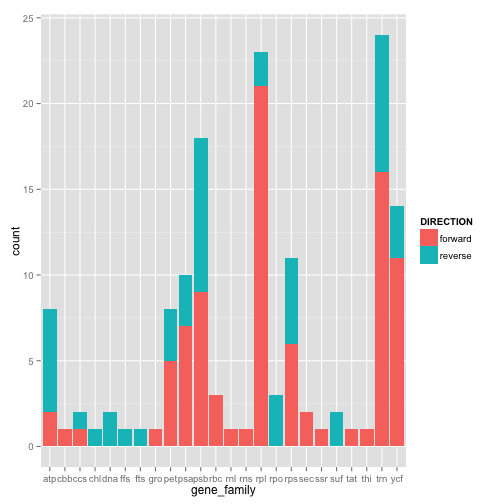 25
20
15
10
5
0
count
atp cbb ccs chl dna ffs fts gro pet psa psb rbc rnl rns rpl rpo rps sec ssr suf tat thi trn ycf
gene_family
DIRECTION
forward
reverse